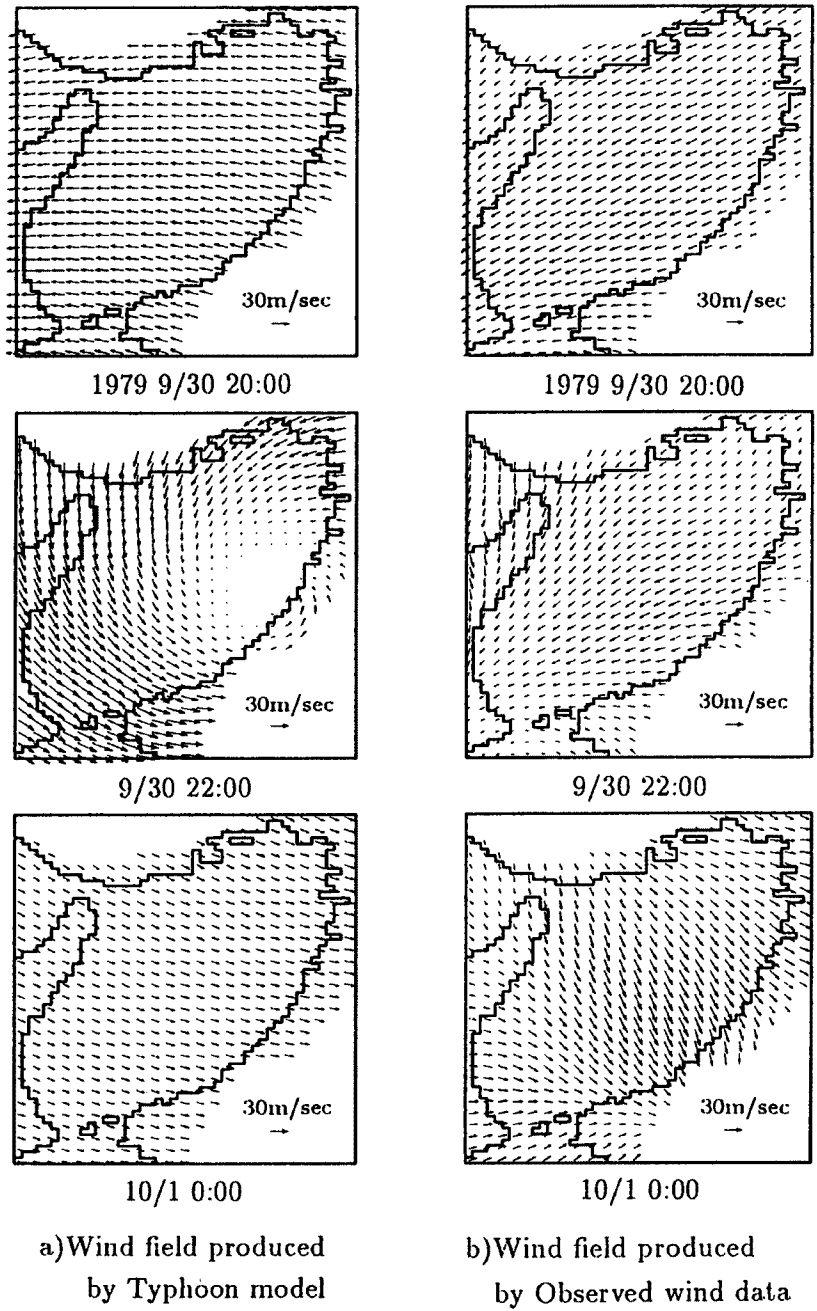 30m/sec
30m/sec
1979 9/30 20:00
1979 9/30 20:00
30m/sec
30m/sec
9/30 22:00
9/30 22:00
30m/sec
30m/sec
10/1 0:00
10/1 0:00
a)Wind field produced
by Typhoon model
b)Wind field produced
by Observed wind data